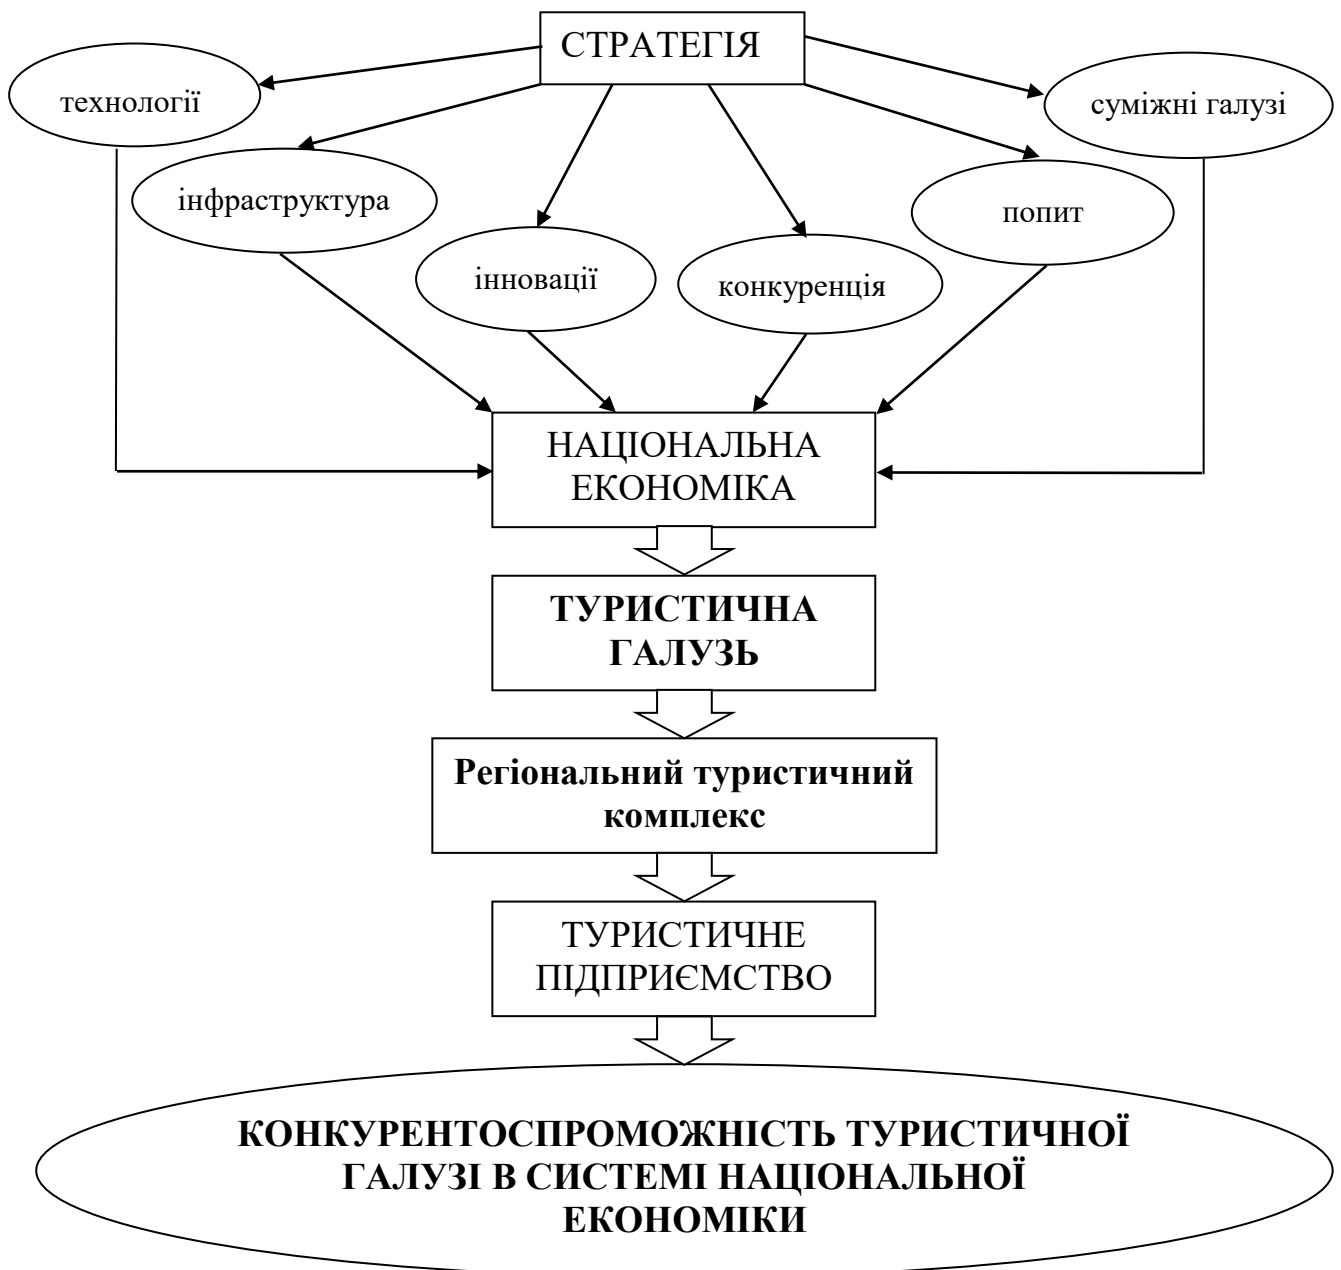 СТРАТЕГІЯ
технології
суміжні галузі
інфраструктура
попит
інновації
конкуренція
НАЦІОНАЛЬНА
ЕКОНОМІКА
ТУРИСТИЧНА
ГАЛУЗЬ
Регіональний туристичний
комплекс
ТУРИСТИЧНЕ
ПІДПРИЄМСТВО
КОНКУРЕНТОСПРОМОЖНІСТЬ ТУРИСТИЧНОЇ
ГАЛУЗІ В СИСТЕМІ НАЦІОНАЛЬНОЇ
ЕКОНОМІКИ